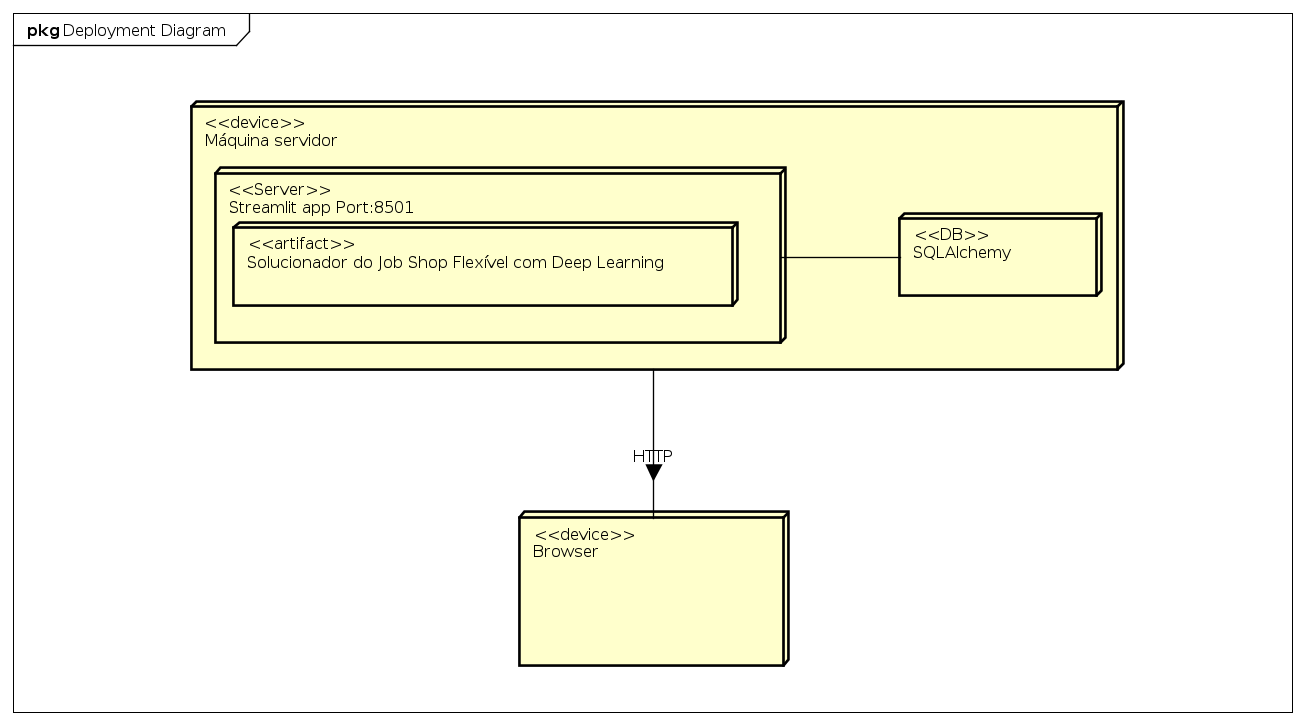 pkg Deployment Diagram
<<device>>
Máquina servidor
<<Server>>
Streamlit app Port:8501
<<artifact>>
Solucionador do Job Shop Flexível com Deep Learning
<<DB>>
SQLAlchemy
HTTP
<<device>>
Browser